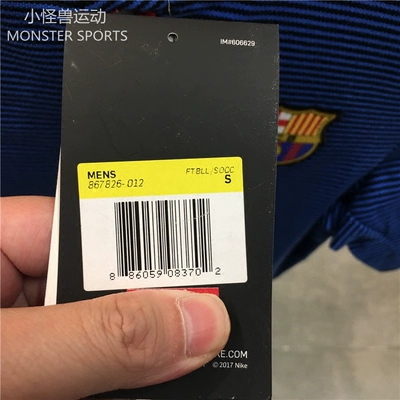 小怪兽运动
MONSTER SPORTS
IM#606629
MENS
FTBLL/SOCC
867826-012
S
8 86059 08370 2
KE.COM
© 2017 Nike